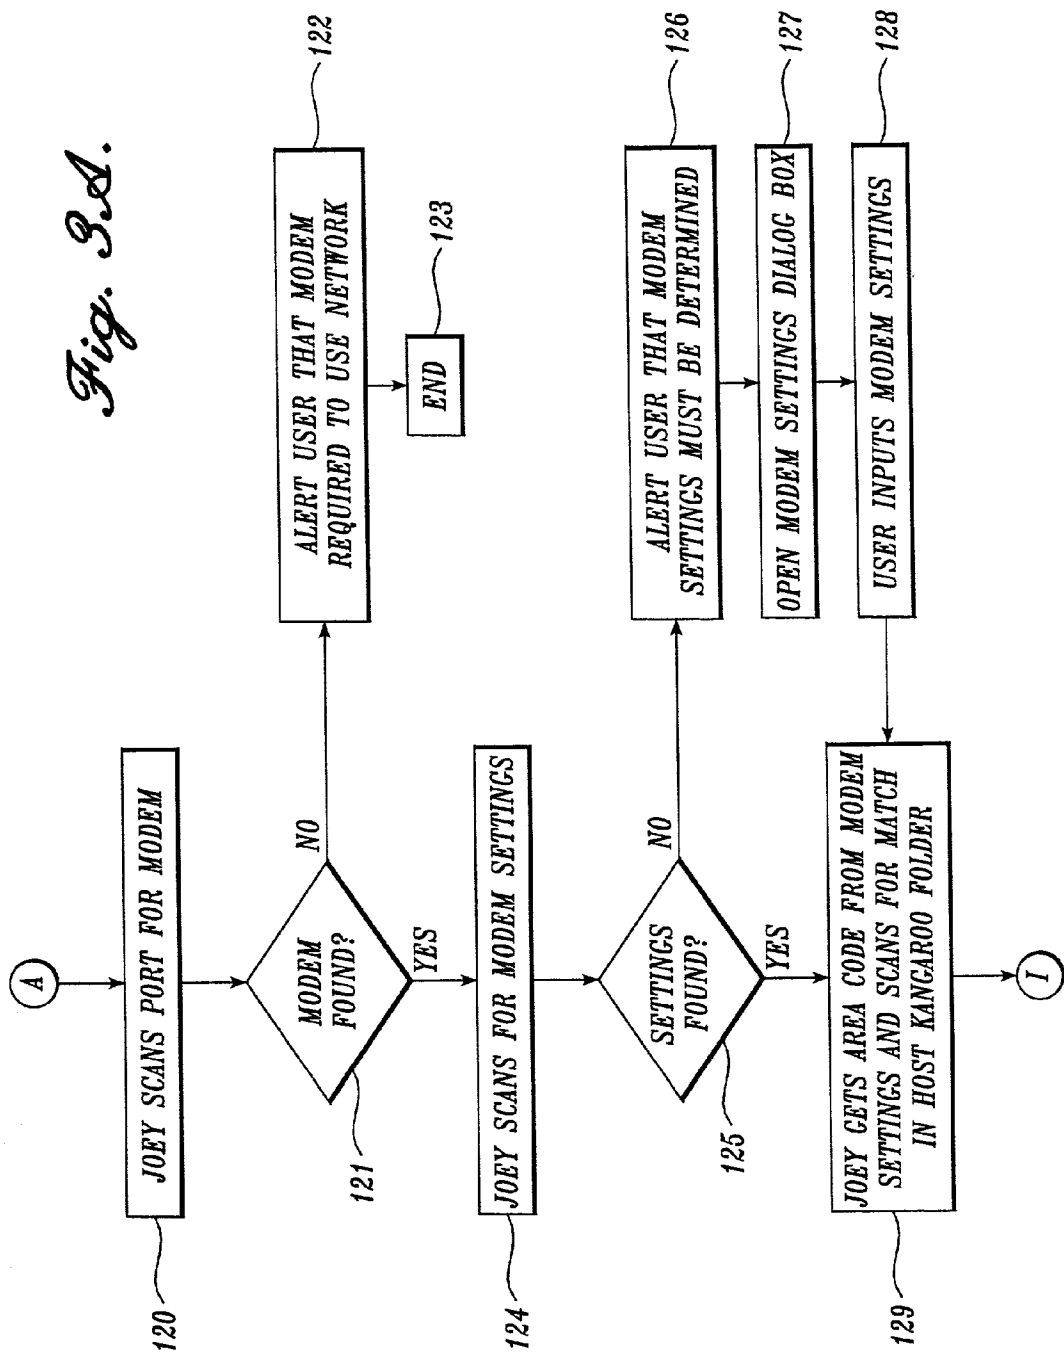 Fig. 3A.
A
JOEY SCANS PORT FOR MODEM
120
MODEM
FOUND?
121
NO
YES
ALERT USER THAT MODEM
REQUIRED TO USE NETWORK
122
END
123
JOEY SCANS FOR MODEM SETTINGS
124
SETTINGS
FOUND?
125
NO
YES
ALERT USER THAT MODEM
SETTINGS MUST BE DETERMINED
126
OPEN MODEM SETTINGS DIALOG BOX
127
USER INPUTS MODEM SETTINGS
128
JOEY GETS AREA CODE FROM MODEM
SETTINGS AND SCANS FOR MATCH
IN HOST KANGAROO FOLDER
129
I